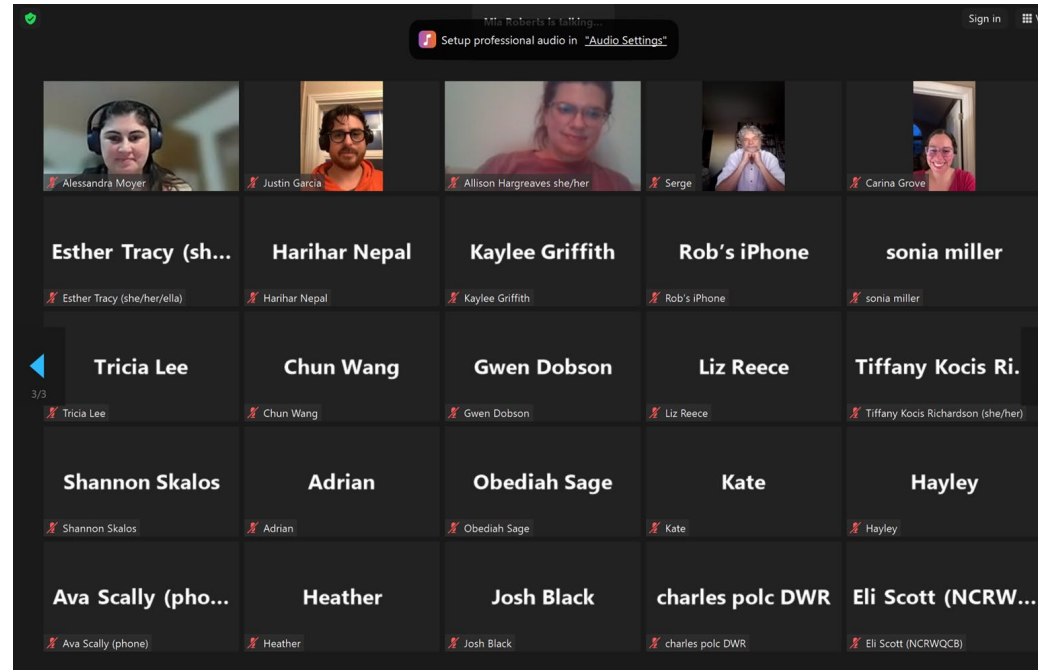 Mia Roberts is talking...
Sign in
Setup professional audio in "Audio Settings"
Alessandra Moyer
Justin Garcia
Allison Hargreaves she/her
Serge
Carina Grove
Esther Tracy (sh...
Harihar Nepal
Kaylee Griffith
Rob's iPhone
sonia miller
Esther Tracy (she/her/ella)
Harihar Nepal
Kaylee Griffith
Rob's iPhone
sonia miller
Tricia Lee
Chun Wang
Gwen Dobson
Liz Reece
Tiffany Kocis Ri.
3/3
Tricia Lee
Chun Wang
Gwen Dobson
Liz Reece
Tiffany Kocis Richardson (she/her)
Shannon Skalos
Adrian
Obediah Sage
Kate
Hayley
Shannon Skalos
Adrian
Obediah Sage
Kate
Hayley
Ava Scally (pho...
Heather
Josh Black
charles polc DWR
Eli Scott (NCRW...
Ava Scally (phone)
Heather
Josh Black
charles polc DWR
Eli Scott (NCRWQCB)